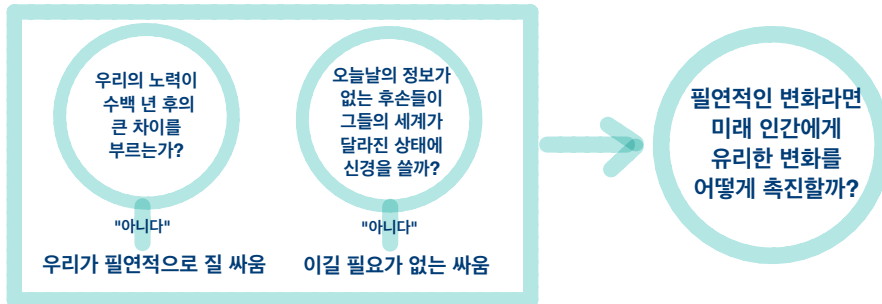 우리의 노력이
수백 년 후의
큰 차이를
부르는가?
"아니다"
우리가 필연적으로 질 싸움
오늘날의 정보가
없는 후손들이
그들의 세계가
달라진 상태에
신경을 쓸까?
"아니다"
이길 필요가 없는 싸움
필연적인 변화라면
미래 인간에게
유리한 변화를
어떻게 촉진할까?